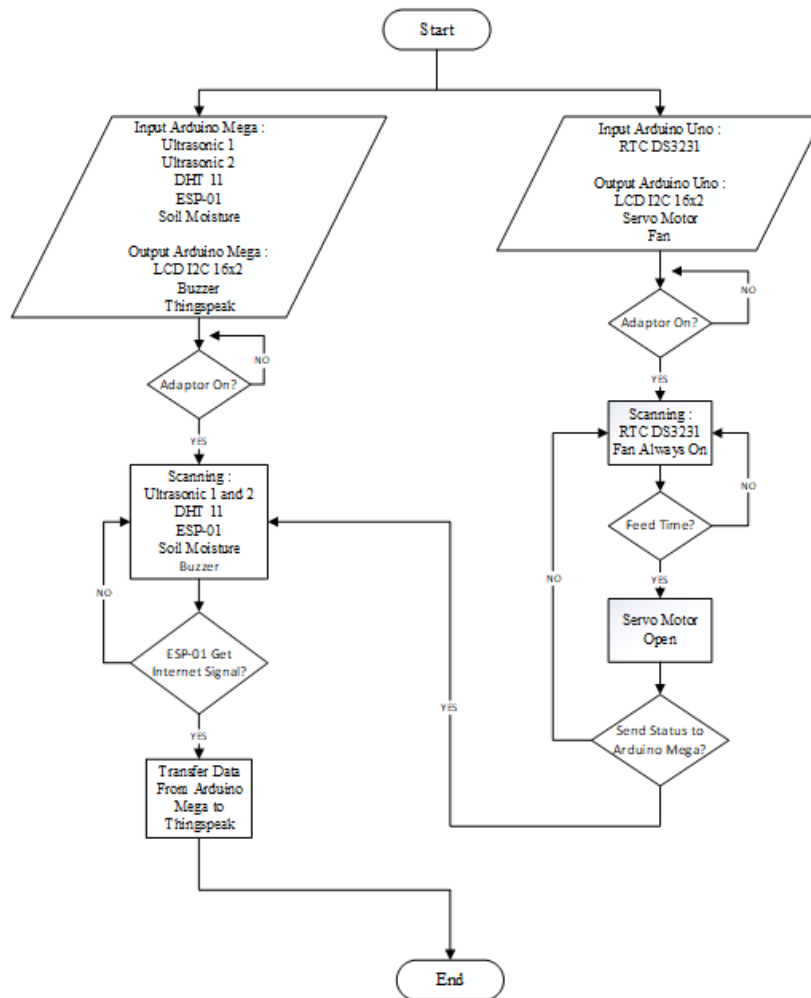 Start
Input Arduino Mega :
Ultrasonic 1
Ultrasonic 2
DHT 11
ESP-01
Soil Moisture
Output Arduino Mega :
LCD I2C 16x2
Buzzer
Thingspeak
Adaptor On?
NO
YES
Scanning :
Ultrasonic 1 and 2
DHT 11
ESP-01
Soil Moisture
Buzzer
NO
ESP-01 Get
Internet Signal?
YES
Transfer Data
From Arduino
Mega to
Thingspeak
Input Arduino Uno :
RTC DS3231
Output Arduino Uno :
LCD I2C 16x2
Servo Motor
Fan
NO
Adaptor On?
YES
Scanning :
RTC DS3231
Fan Always On
NO
Feed Time?
NO
YES
Servo Motor
Open
Send Status to
Arduino Mega?
YES
End